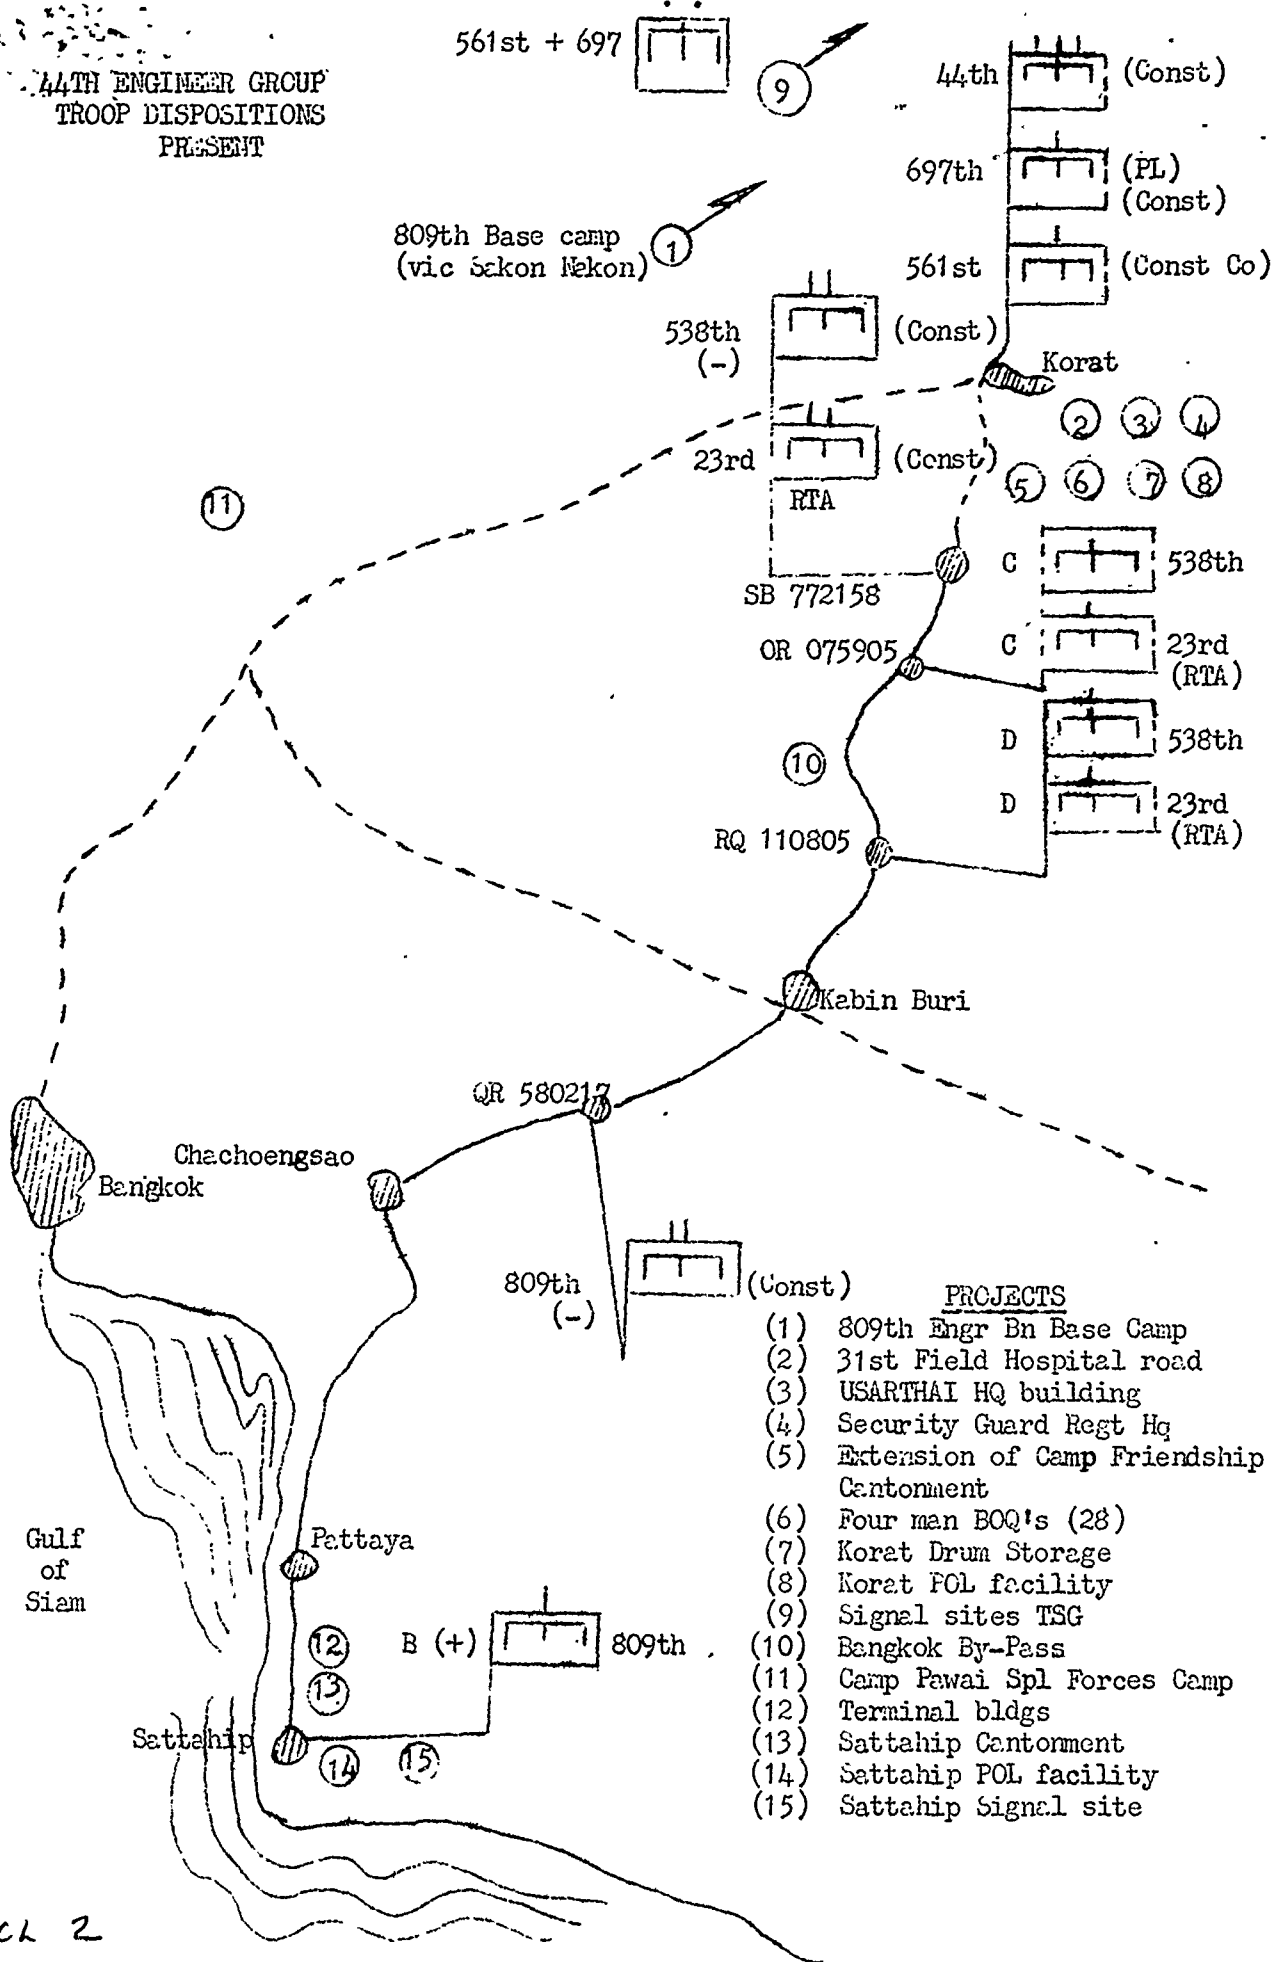 44TH ENGINEER GROUP
TROOP DISPOSITIONS
PRESENT
561st + 697
9
44th (Const)
697th (PL)
(Const)
809th Base camp
(vic Sakon Nekon)
1
561st (Const Co)
538th (Const)
(-)
Korat
2 3 4
23rd (Const)
RTA
5 6 7 8
11
C 538th
SB 772158
C 23rd
(RTA)
OR 075905
D 538th
10
D 23rd
(RTA)
RQ 110805
Kabin Buri
QR 580217
Chachoengsao
Bangkok
809th (Const)
(-)
PROJECTS
(1) 809th Engr Bn Base Camp
(2) 31st Field Hospital road
(3) USARTHAI HQ building
(4) Security Guard Regt Hq
(5) Extension of Camp Friendship
Cantonment
(6) Four man BOQ's (28)
(7) Korat Drum Storage
(8) Korat POL facility
(9) Signal sites TSG
(10) Bangkok By-Pass
(11) Camp Pawai Spl Forces Camp
(12) Terminal bldgs
(13) Sattahip Cantonment
(14) Sattahip POL facility
(15) Sattahip Signal site
Gulf
of
Siam
Pattaya
12
B (+) 809th
13
Sattahip
14 15
CL 2